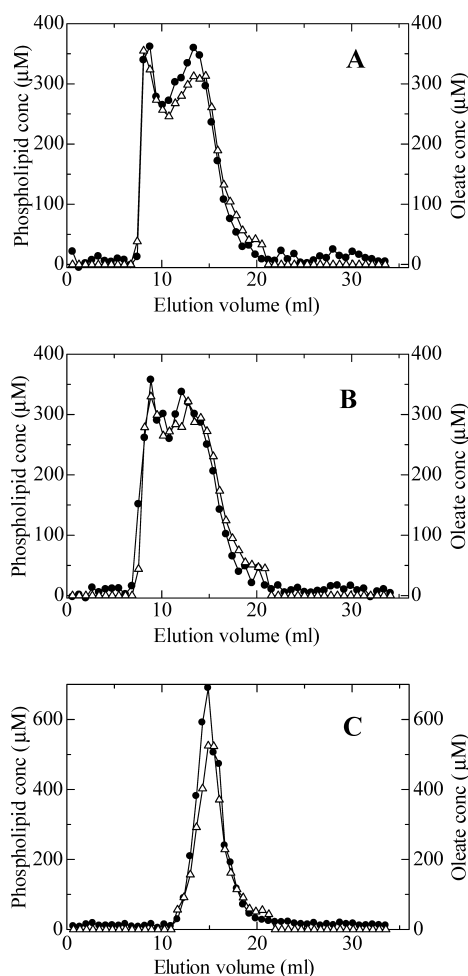 A
Phospholipid conc (μM)
Oleate conc (μM)
400
300
200
100
0
400
300
200
100
0
0 10 20 30
Elution volume (ml)
B
Phospholipid conc (μM)
Oleate conc (μM)
400
300
200
100
0
400
300
200
100
0
0 10 20 30
Elution volume (ml)
C
Phospholipid conc ( μM)
Oleate conc ( μM)
600
400
200
0
600
400
200
0
0 10 20 30
Elution volume (ml)